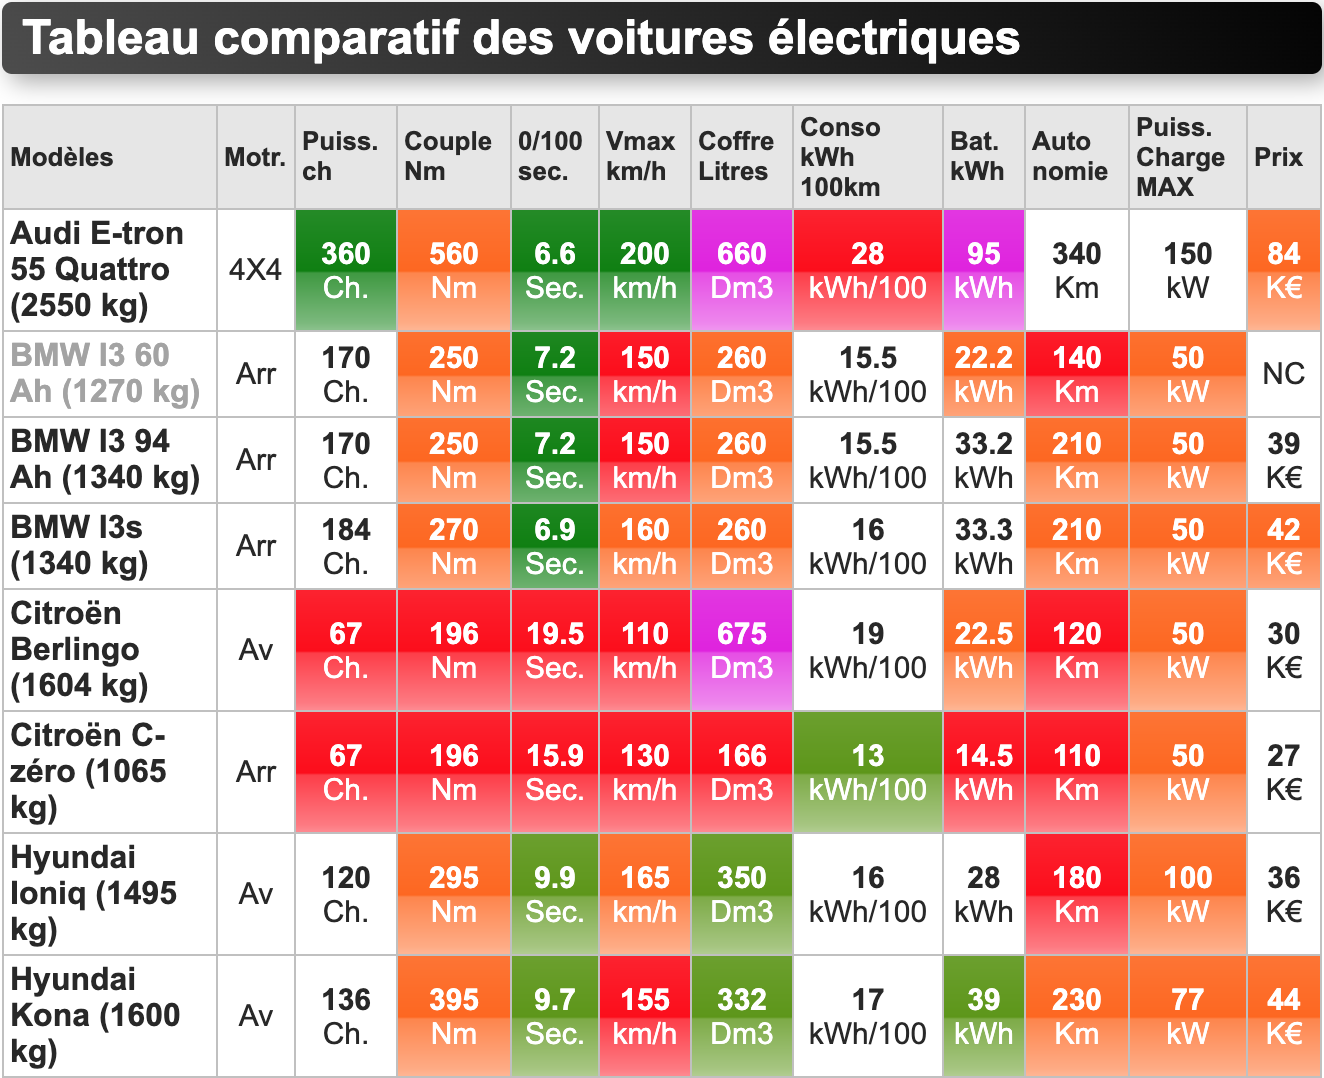 Tableau comparatif des voitures électriques
Modèles Motr. Puiss. ch Couple Nm 0/100 sec. Vmax km/h Coffre Litres Conso kWh 100km Bat. kWh Auto nomie Puiss. Charge MAX Prix
Audi E-tron 55 Quattro (2550 kg) 4X4 360 Ch. 560 Nm 6.6 Sec. 200 km/h 660 Dm3 28 kWh/100 95 kWh 340 Km 150 kW 84 K€
BMW I3 60 Ah (1270 kg) Arr 170 Ch. 250 Nm 7.2 Sec. 150 km/h 260 Dm3 15.5 kWh/100 22.2 kWh 140 Km 50 kW NC
BMW I3 94 Ah (1340 kg) Arr 170 Ch. 250 Nm 7.2 Sec. 150 km/h 260 Dm3 15.5 kWh/100 33.2 kWh 210 Km 50 kW 39 K€
BMW I3s (1340 kg) Arr 184 Ch. 270 Nm 6.9 Sec. 160 km/h 260 Dm3 16 kWh/100 33.3 kWh 210 Km 50 kW 42 K€
Citroën Berlingo (1604 kg) Av 67 Ch. 196 Nm 19.5 Sec. 110 km/h 675 Dm3 19 kWh/100 22.5 kWh 120 Km 50 kW 30 K€
Citroën C-zéro (1065 kg) Arr 67 Ch. 196 Nm 15.9 Sec. 130 km/h 166 Dm3 13 kWh/100 14.5 kWh 110 Km 50 kW 27 K€
Hyundai Ioniq (1495 kg) Av 120 Ch. 295 Nm 9.9 Sec. 165 km/h 350 Dm3 16 kWh/100 28 kWh 180 Km 100 kW 36 K€
Hyundai Kona (1600 kg) Av 136 Ch. 395 Nm 9.7 Sec. 155 km/h 332 Dm3 17 kWh/100 39 kWh 230 Km 77 kW 44 K€